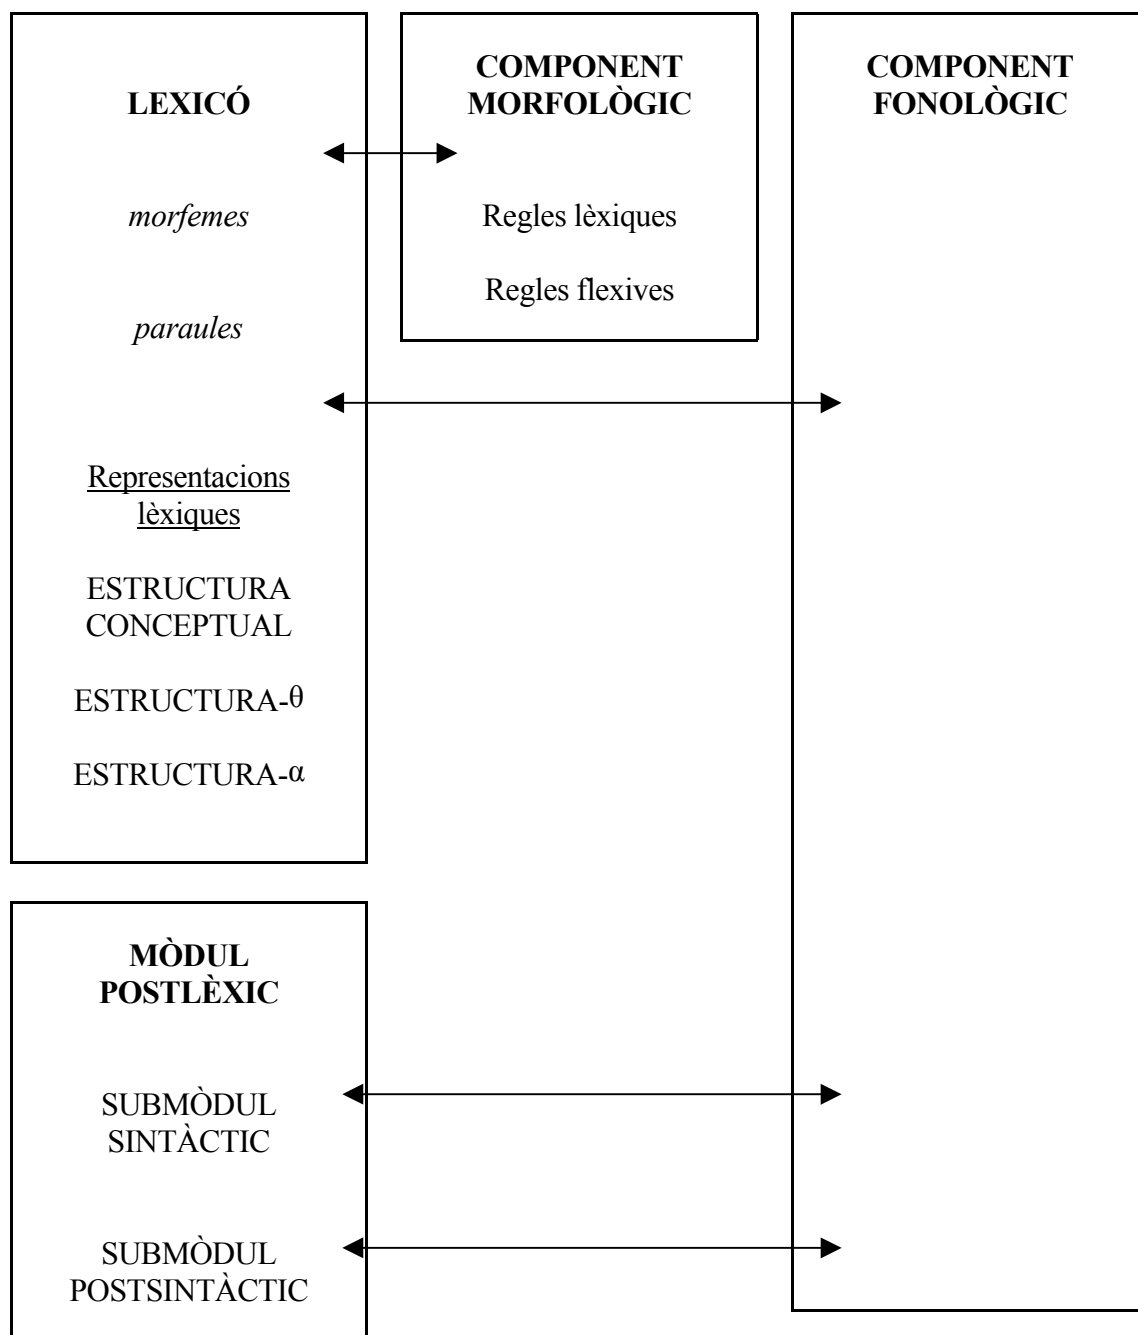 LEXICÓ
morfemes
paraules
Representacions
lèxiques
ESTRUCTURA
CONCEPTUAL
ESTRUCTURA-θ
ESTRUCTURA-α
COMPONENT
MORFOLÒGIC
Regles lèxiques
Regles flexives
COMPONENT
FONOLÒGIC
MÒDUL
POSTLÈXIC
SUBMÒDUL
SINTÀCTIC
SUBMÒDUL
POSTSINTÀCTIC